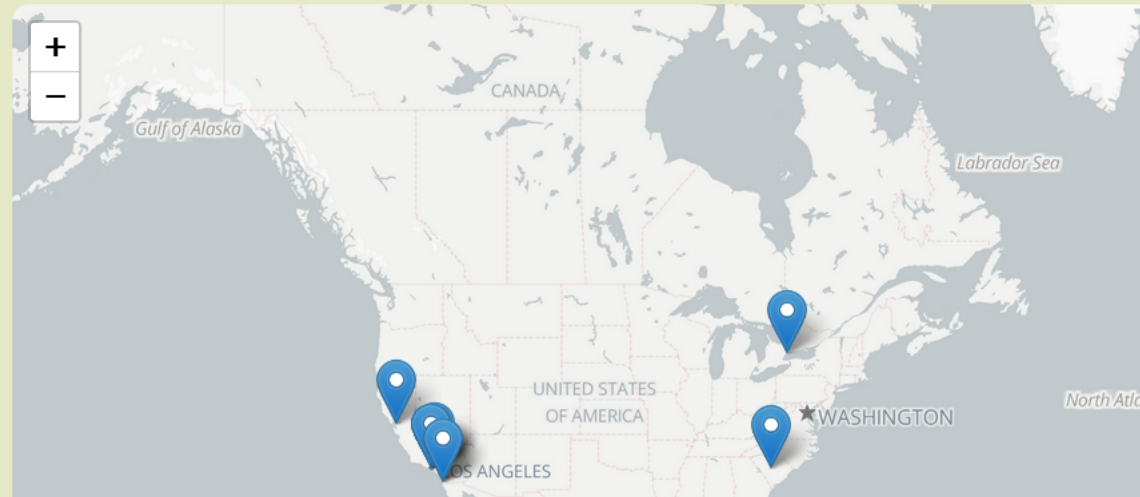 +
−
CANADA
Gulf of Alaska
Labrador Sea
UNITED STATES
OF AMERICA
North Atl
WASHINGTON
OS ANGELES